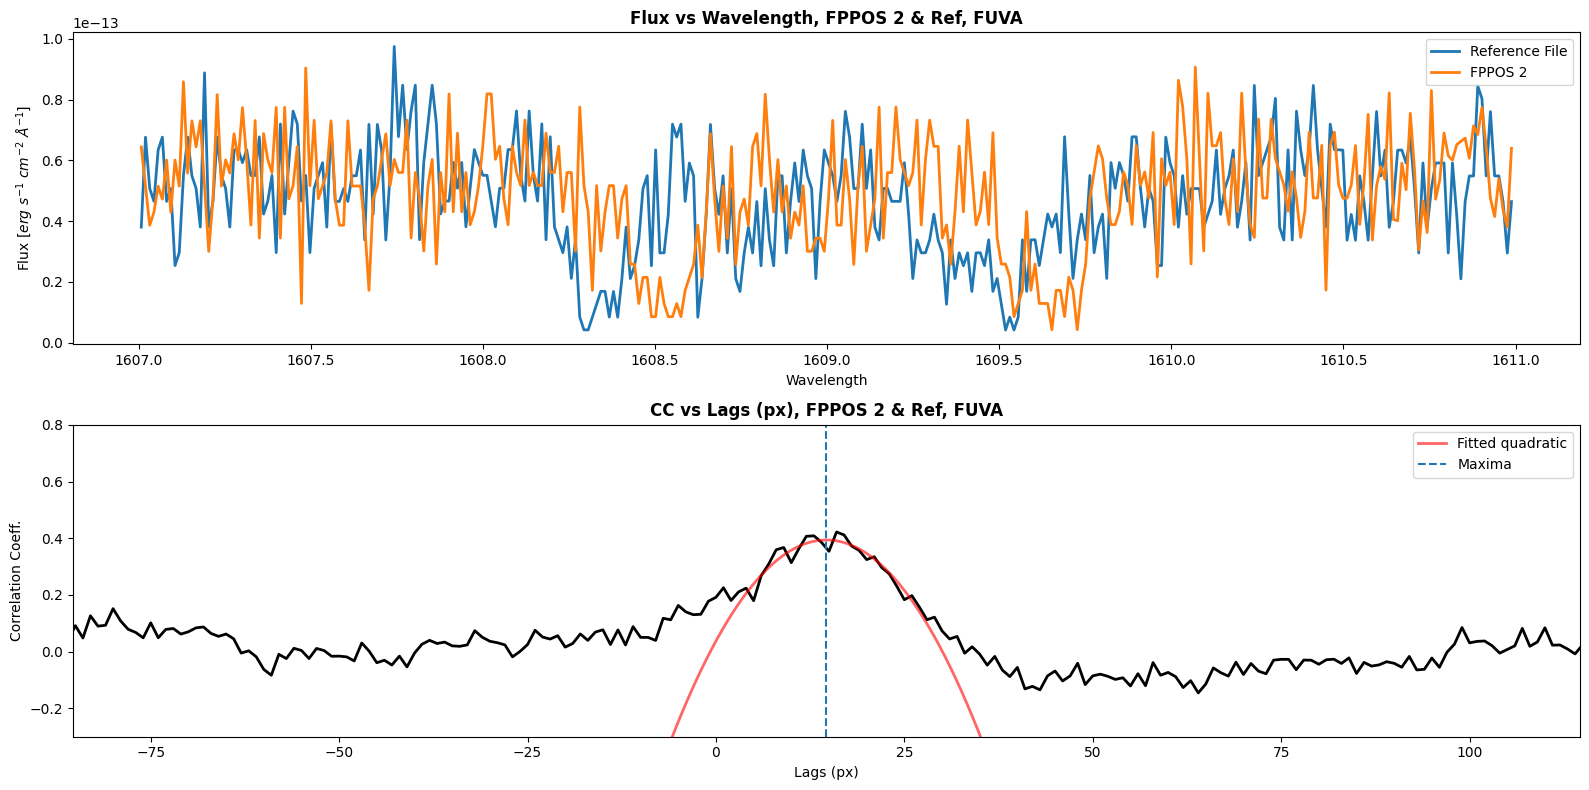 Flux vs Wavelength, FPPOS 2 & Ref, FUVA
1e−13
1.0
0.8
0.6
0.4
0.2
0.0
Flux [erg s⁻¹ cm⁻² Å⁻¹]
Reference File
FPPOS 2
1607.0 1607.5 1608.0 1608.5 1609.0 1609.5 1610.0 1610.5 1611.0
Wavelength
CC vs Lags (px), FPPOS 2 & Ref, FUVA
0.8
0.6
0.4
0.2
0.0
−0.2
Correlation Coeff.
Fitted quadratic
Maxima
−75 −50 −25 0 25 50 75 100
Lags (px)